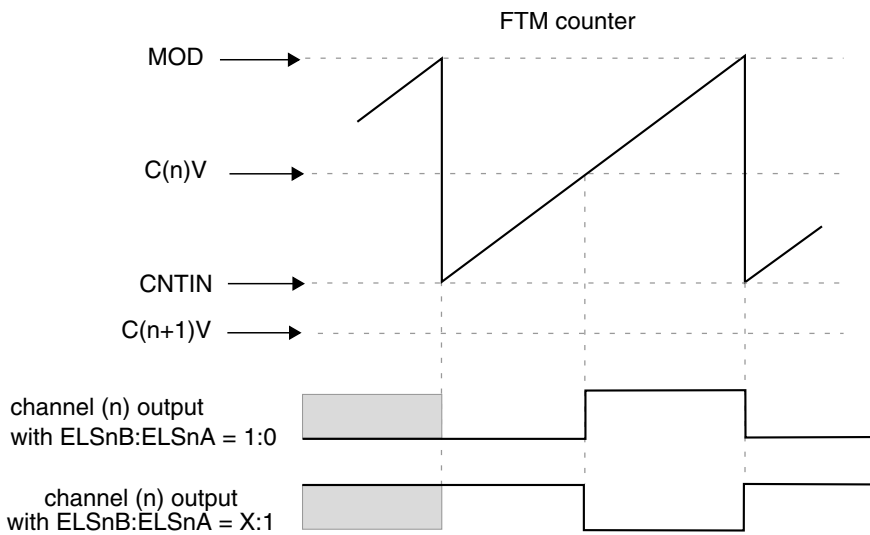 FTM counter
MOD
C(n)V
CNTIN
C(n+1)V
channel (n) output
with ELSnB:ELSnA = 1:0
channel (n) output
with ELSnB:ELSnA = X:1